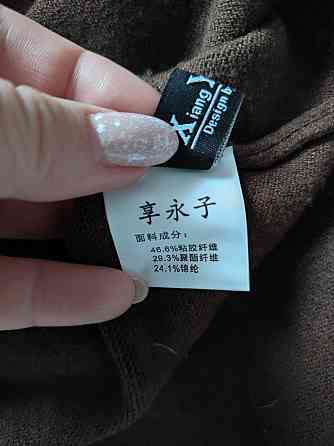 Xiang Y
Design b
享永子
面料成分:
46.6%粘胶纤维
29.3%聚酯纤维
24.1%锦纶